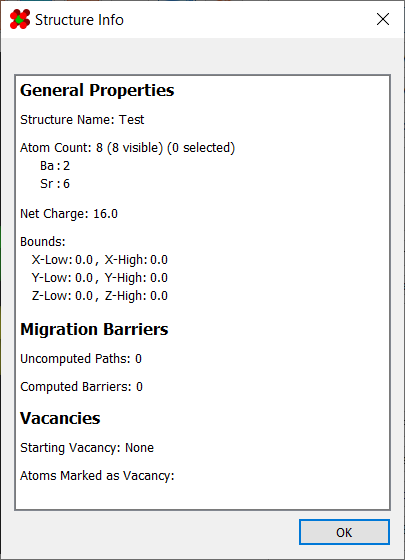 Structure Info
General Properties
Structure Name: Test
Atom Count: 8 (8 visible) (0 selected)
Ba : 2
Sr : 6
Net Charge: 16.0
Bounds:
X-Low: 0.0 , X-High: 0.0
Y-Low: 0.0 , Y-High: 0.0
Z-Low: 0.0 , Z-High: 0.0
Migration Barriers
Uncomputed Paths: 0
Computed Barriers: 0
Vacancies
Starting Vacancy: None
Atoms Marked as Vacancy:
OK